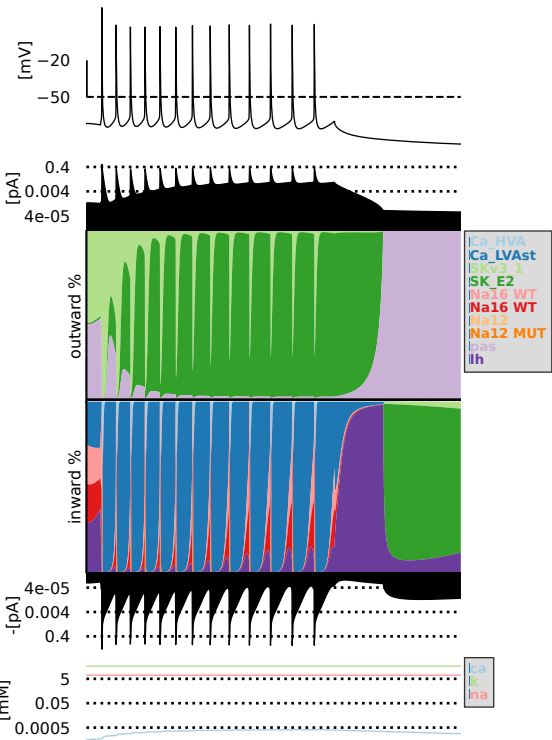 [mV]
−20
−50
[pA]
0.4
0.004
4e-05
outward %
Ca_HVA
Ca_LVAst
SKv3_1
SK_E2
Na16 WT
Na16 WT
Na12
Na12 MUT
pas
Ih
inward %
-[pA]
4e-05
0.004
0.4
[mM]
5
0.05
0.0005
ca
k
na